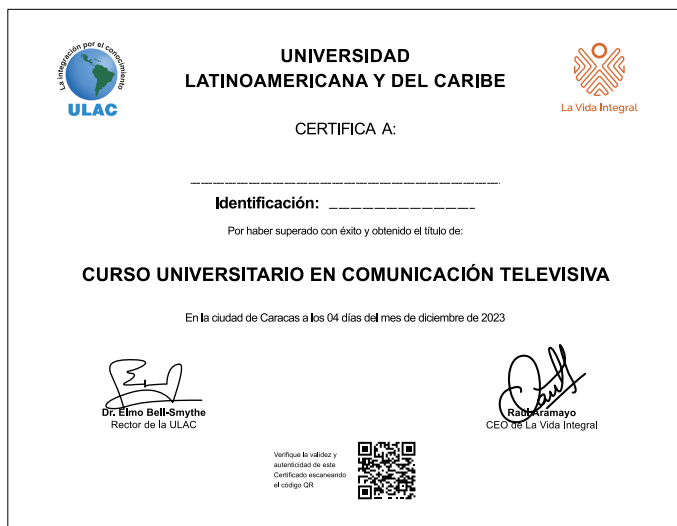 La integración por el conocimiento
ULAC
UNIVERSIDAD
LATINOAMERICANA Y DEL CARIBE
La Vida Integral
CERTIFICA A:
Identificación:
Por haber superado con éxito y obtenido el título de:
CURSO UNIVERSITARIO EN COMUNICACIÓN TELEVISIVA
En la ciudad de Caracas a los 04 días del mes de diciembre de 2023
Dr. Elmo Bell-Smythe
Rector de la ULAC
Raúl Aramayo
CEO de La Vida Integral
Verifique la validez y
autenticidad de este
Certificado escaneando
el código QR